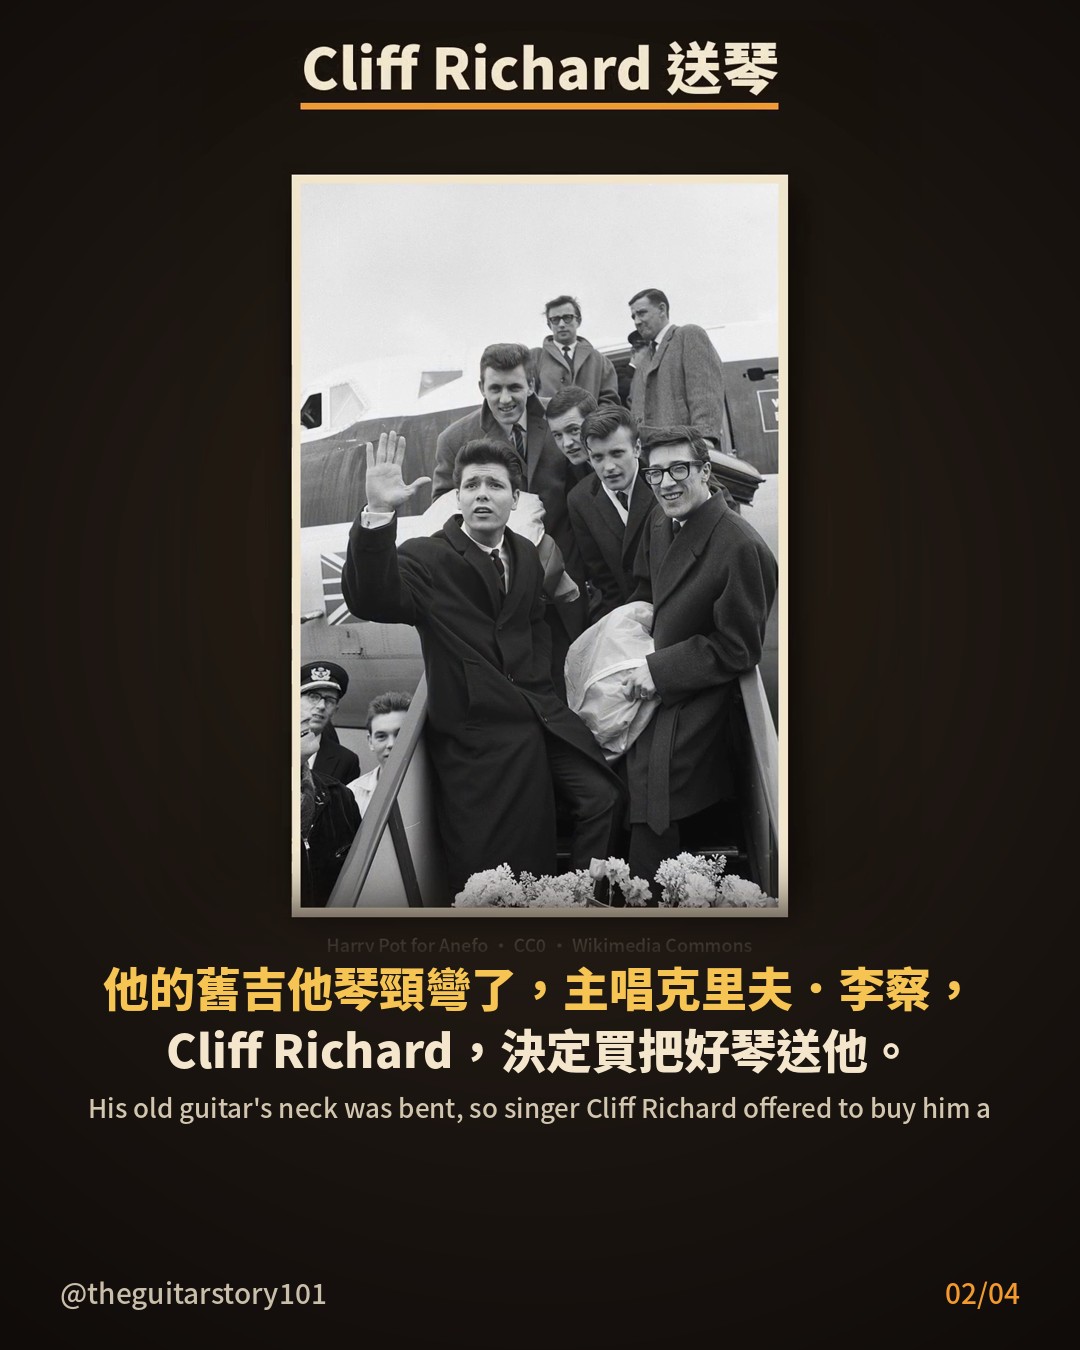 Cliff Richard 送琴
Harry Pot for Anefo • CC0 • Wikimedia Commons
他的舊吉他琴頸彎了，主唱克里夫·李察，
Cliff Richard，決定買把好琴送他。
His old guitar's neck was bent, so singer Cliff Richard offered to buy him a
@theguitarstory101
02/04